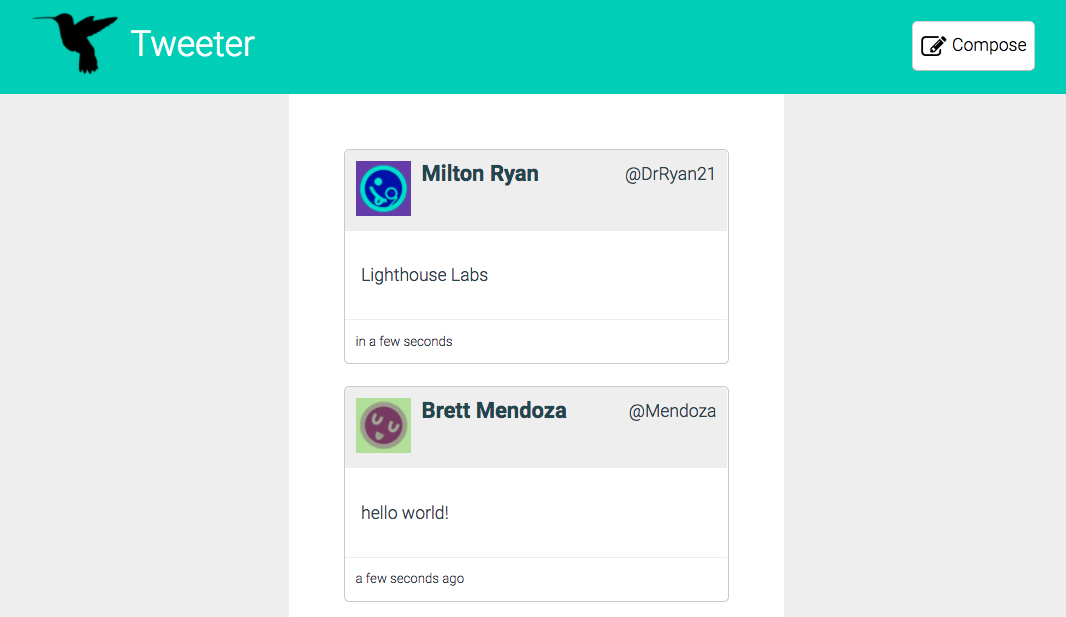 Tweeter
Compose
Milton Ryan @DrRyan21
Lighthouse Labs
in a few seconds
Brett Mendoza @Mendoza
hello world!
a few seconds ago